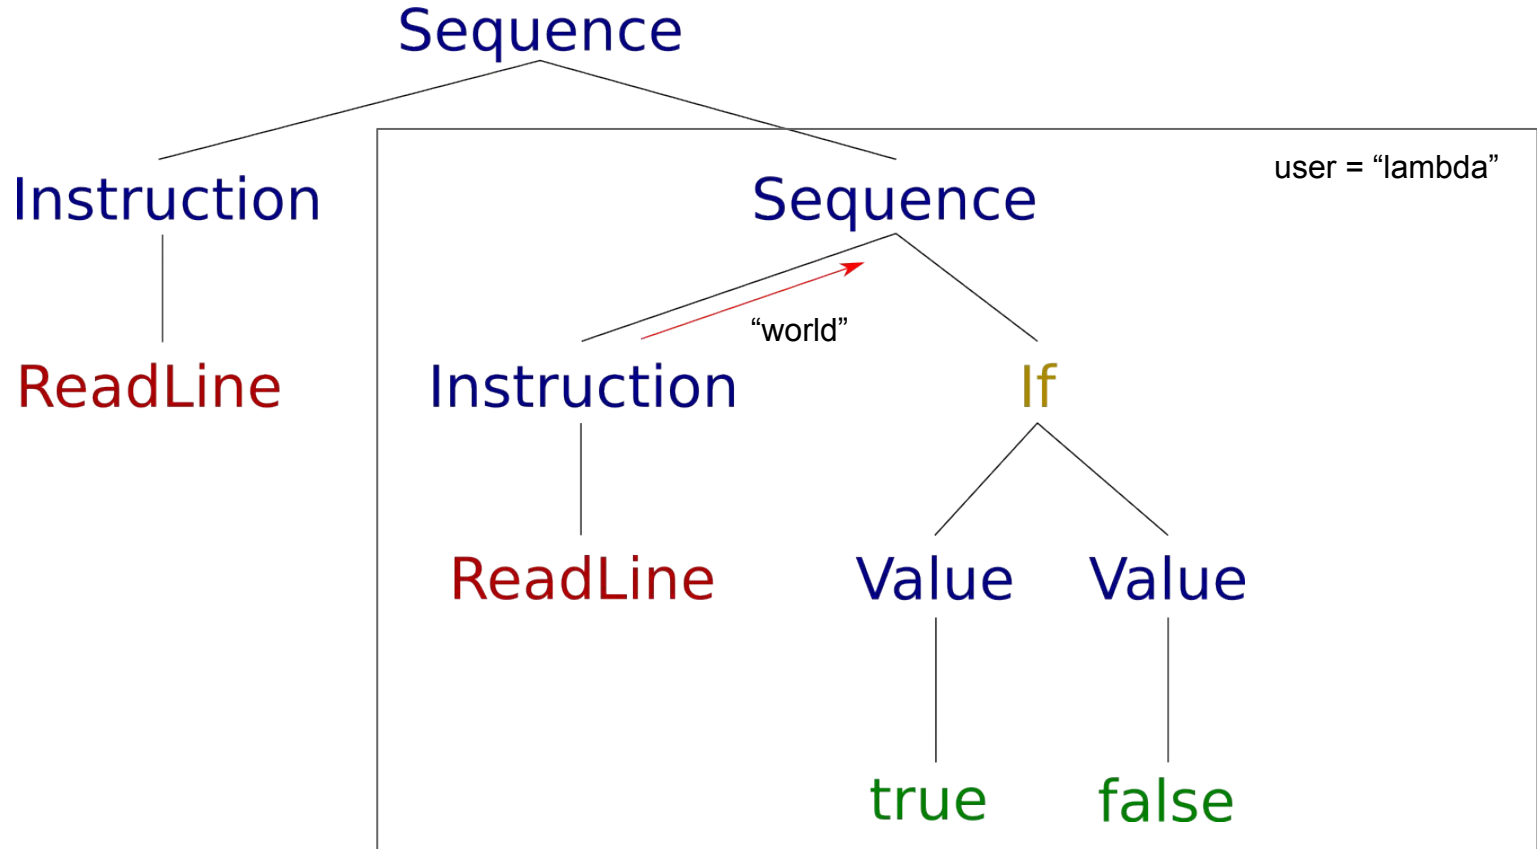 Sequence
user = “lambda”
Instruction
Sequence
“world”
ReadLine
Instruction
If
ReadLine
Value
Value
true
false